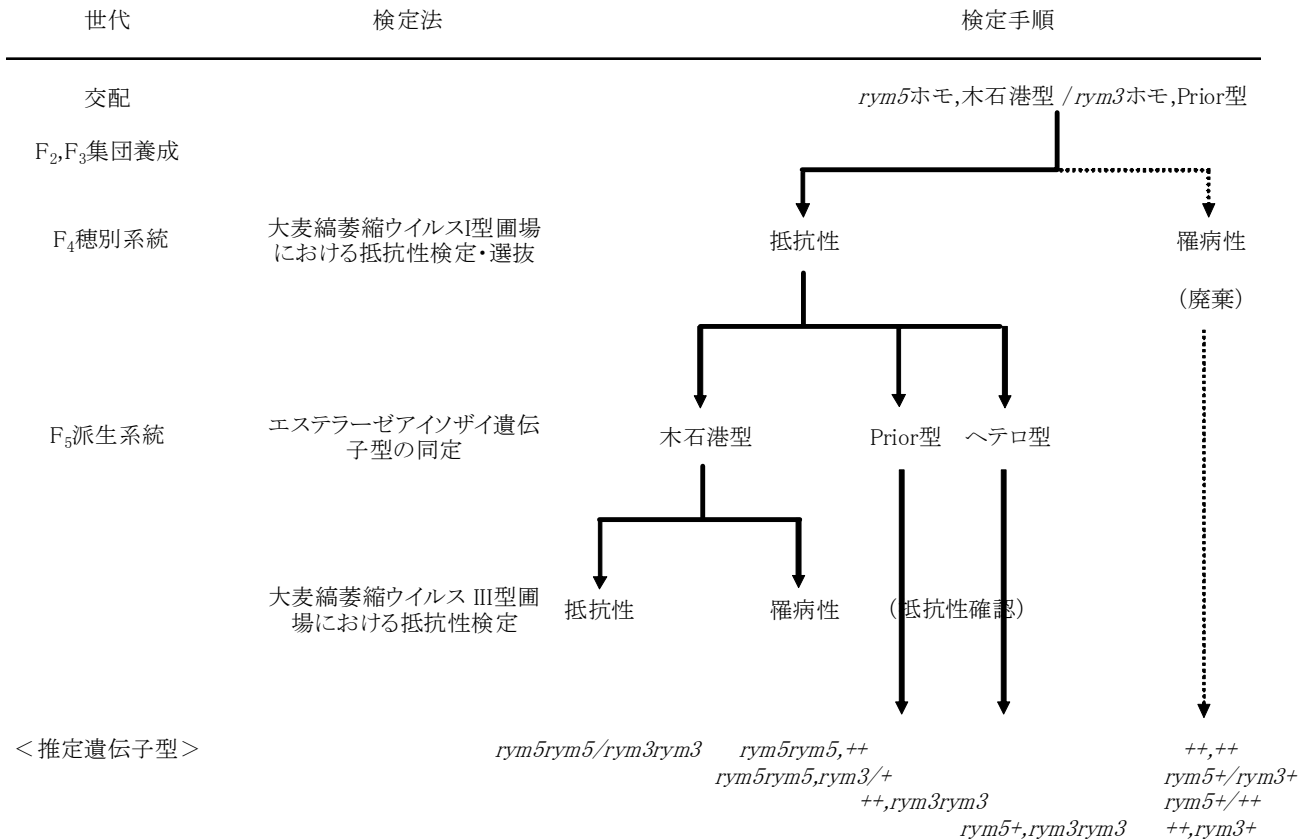 世代 検定法 検定手順
交配 rym5ホモ,木石港型 / rym3ホモ,Prior型
F2,F3集団養成
F4穂別系統 大麦縞萎縮ウイルスI型圃場 抵抗性 罹病性
における抵抗性検定・選抜
(廃棄)
F5派生系統 エステラーゼアイソザイ遺伝 木石港型 Prior型 ヘテロ型
子型の同定
大麦縞萎縮ウイルス III型圃 抵抗性 罹病性 (抵抗性確認)
場における抵抗性検定
<推定遺伝子型> rym5rym5/rym3rym3 rym5rym5,++ ++,++
rym5rym5,rym3/+ rym5+/rym3+
++,rym3rym3 rym5+/++
rym5+,rym3rym3 ++,rym3+